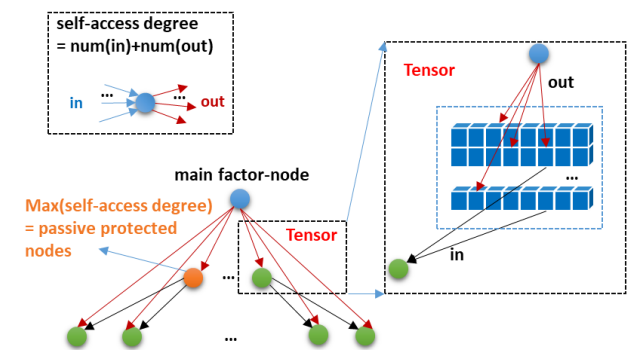 self-access degree
= num(in)+num(out)
...
...
in
out
main factor-node
Max(self-access degree)
= passive protected
nodes
Tensor
...
...
Tensor
out
...
in